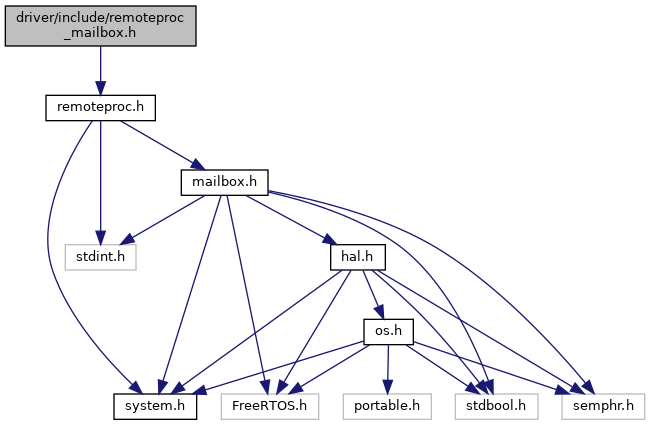 driver/include/remoteproc
_mailbox.h
remoteproc.h
mailbox.h
stdint.h
hal.h
os.h
system.h
FreeRTOS.h
portable.h
stdbool.h
semphr.h